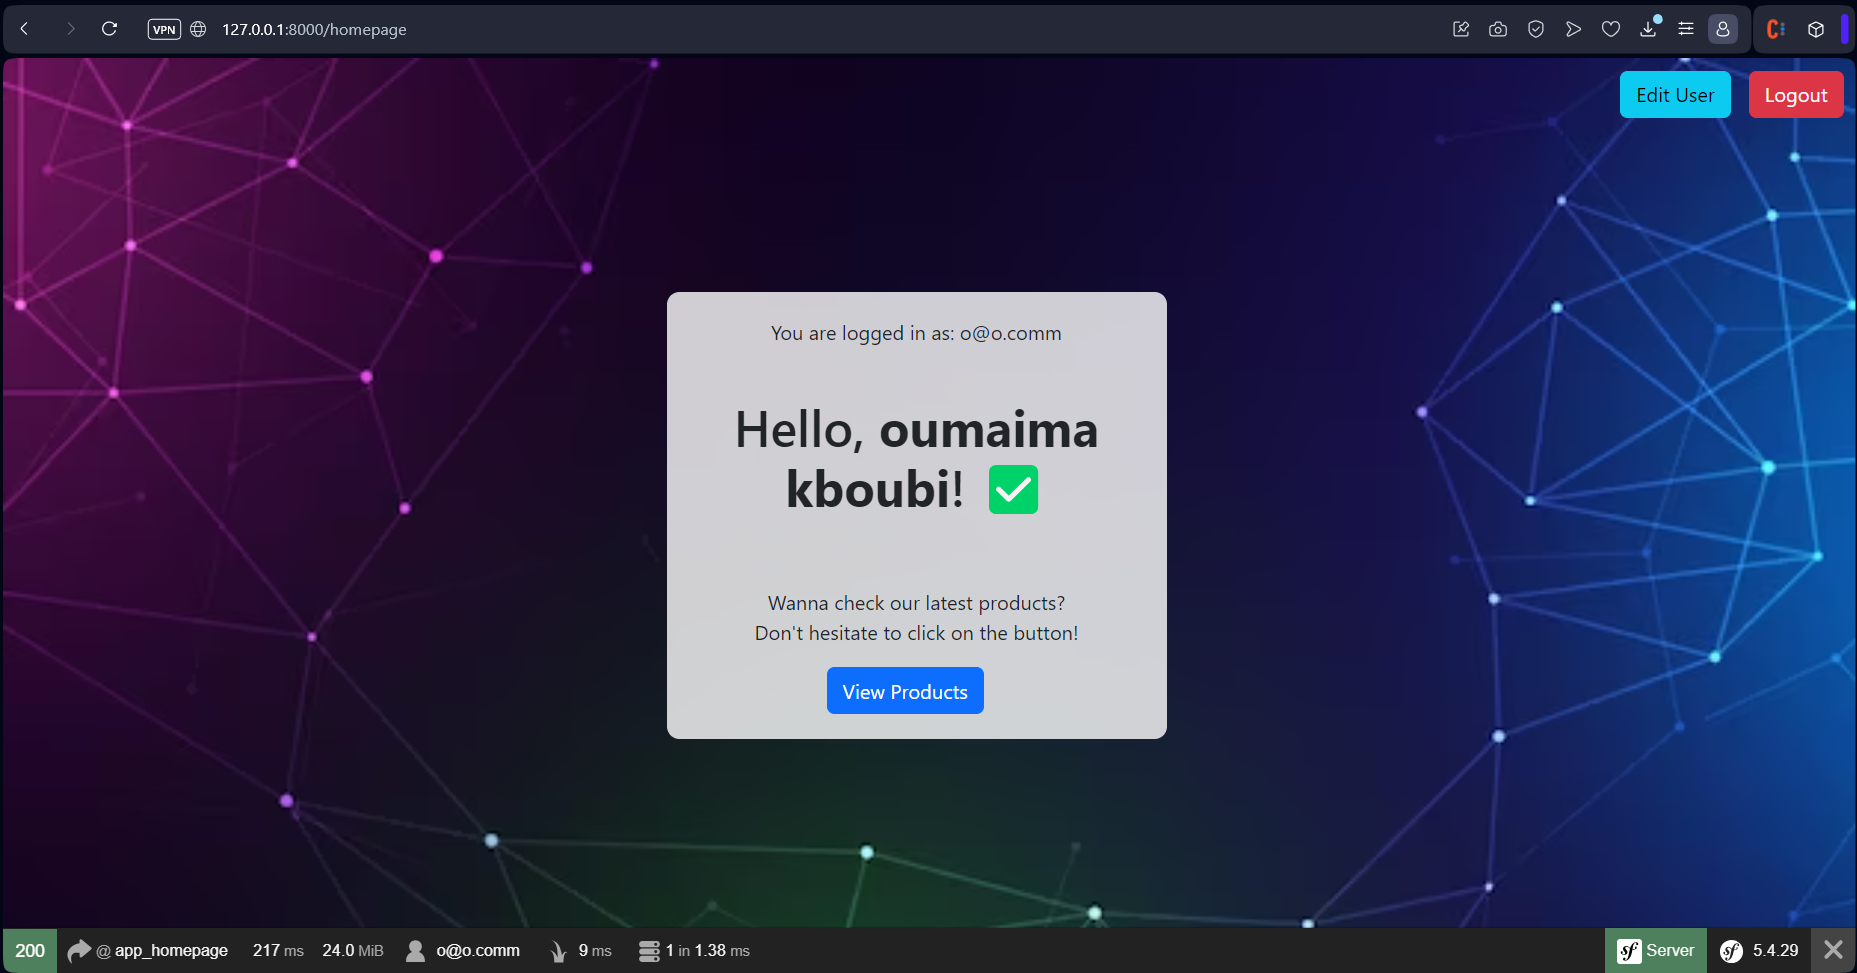 VPN 127.0.0.1:8000/homepage
Edit User Logout
You are logged in as: o@o.comm
Hello, oumaima
kboubi! ✅
Wanna check our latest products?
Don't hesitate to click on the button!
View Products
200 @ app_homepage 217 ms 24.0 MiB o@o.comm 9 ms 1 in 1.38 ms sf Server sf 5.4.29